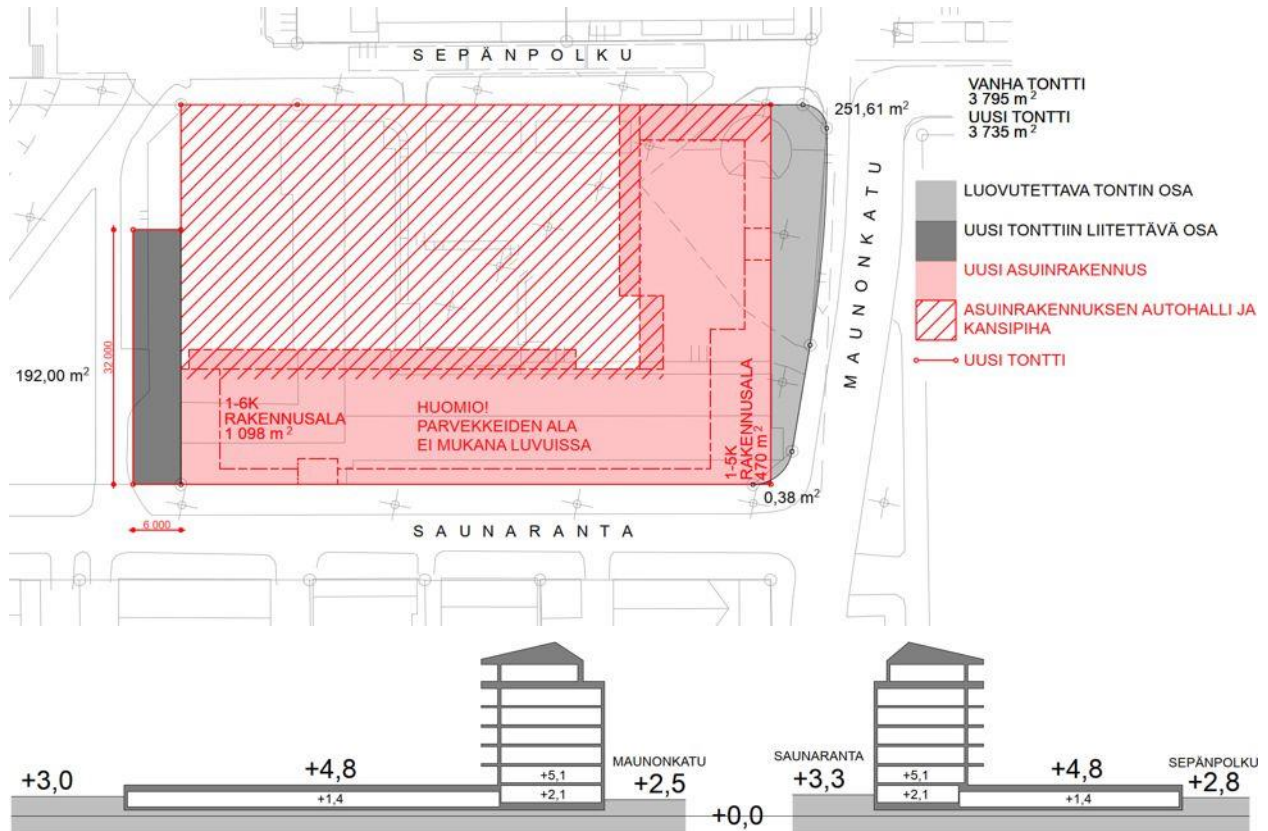 SEPÄNPOLKU
251,61 m²
VANHA TONTTI
3 795 m²
UUSI TONTTI
3 735 m²
MAUNONKATU
LUOVUTETTAVA TONTIN OSA
UUSI TONTTIIN LIITETTÄVÄ OSA
UUSI ASUINRAKENNUS
ASUINRAKENNUKSEN AUTOHALLI JA
KANSIPIHA
UUSI TONTTI
192,00 m²
32 000
1-6K
RAKENNUSALA
1 098 m²
HUOMIO!
PARVEKKEIDEN ALA
EI MUKANA LUVUISSA
1-5K
RAKENNUSALA
470 m²
0,38 m²
6 000
SAUNARANTA
+3,0
+4,8
+1,4
+5,1
+2,1
MAUNONKATU
+2,5
+0,0
SAUNARANTA
+3,3
+5,1
+2,1
+4,8
+1,4
SEPÄNPOLKU
+2,8